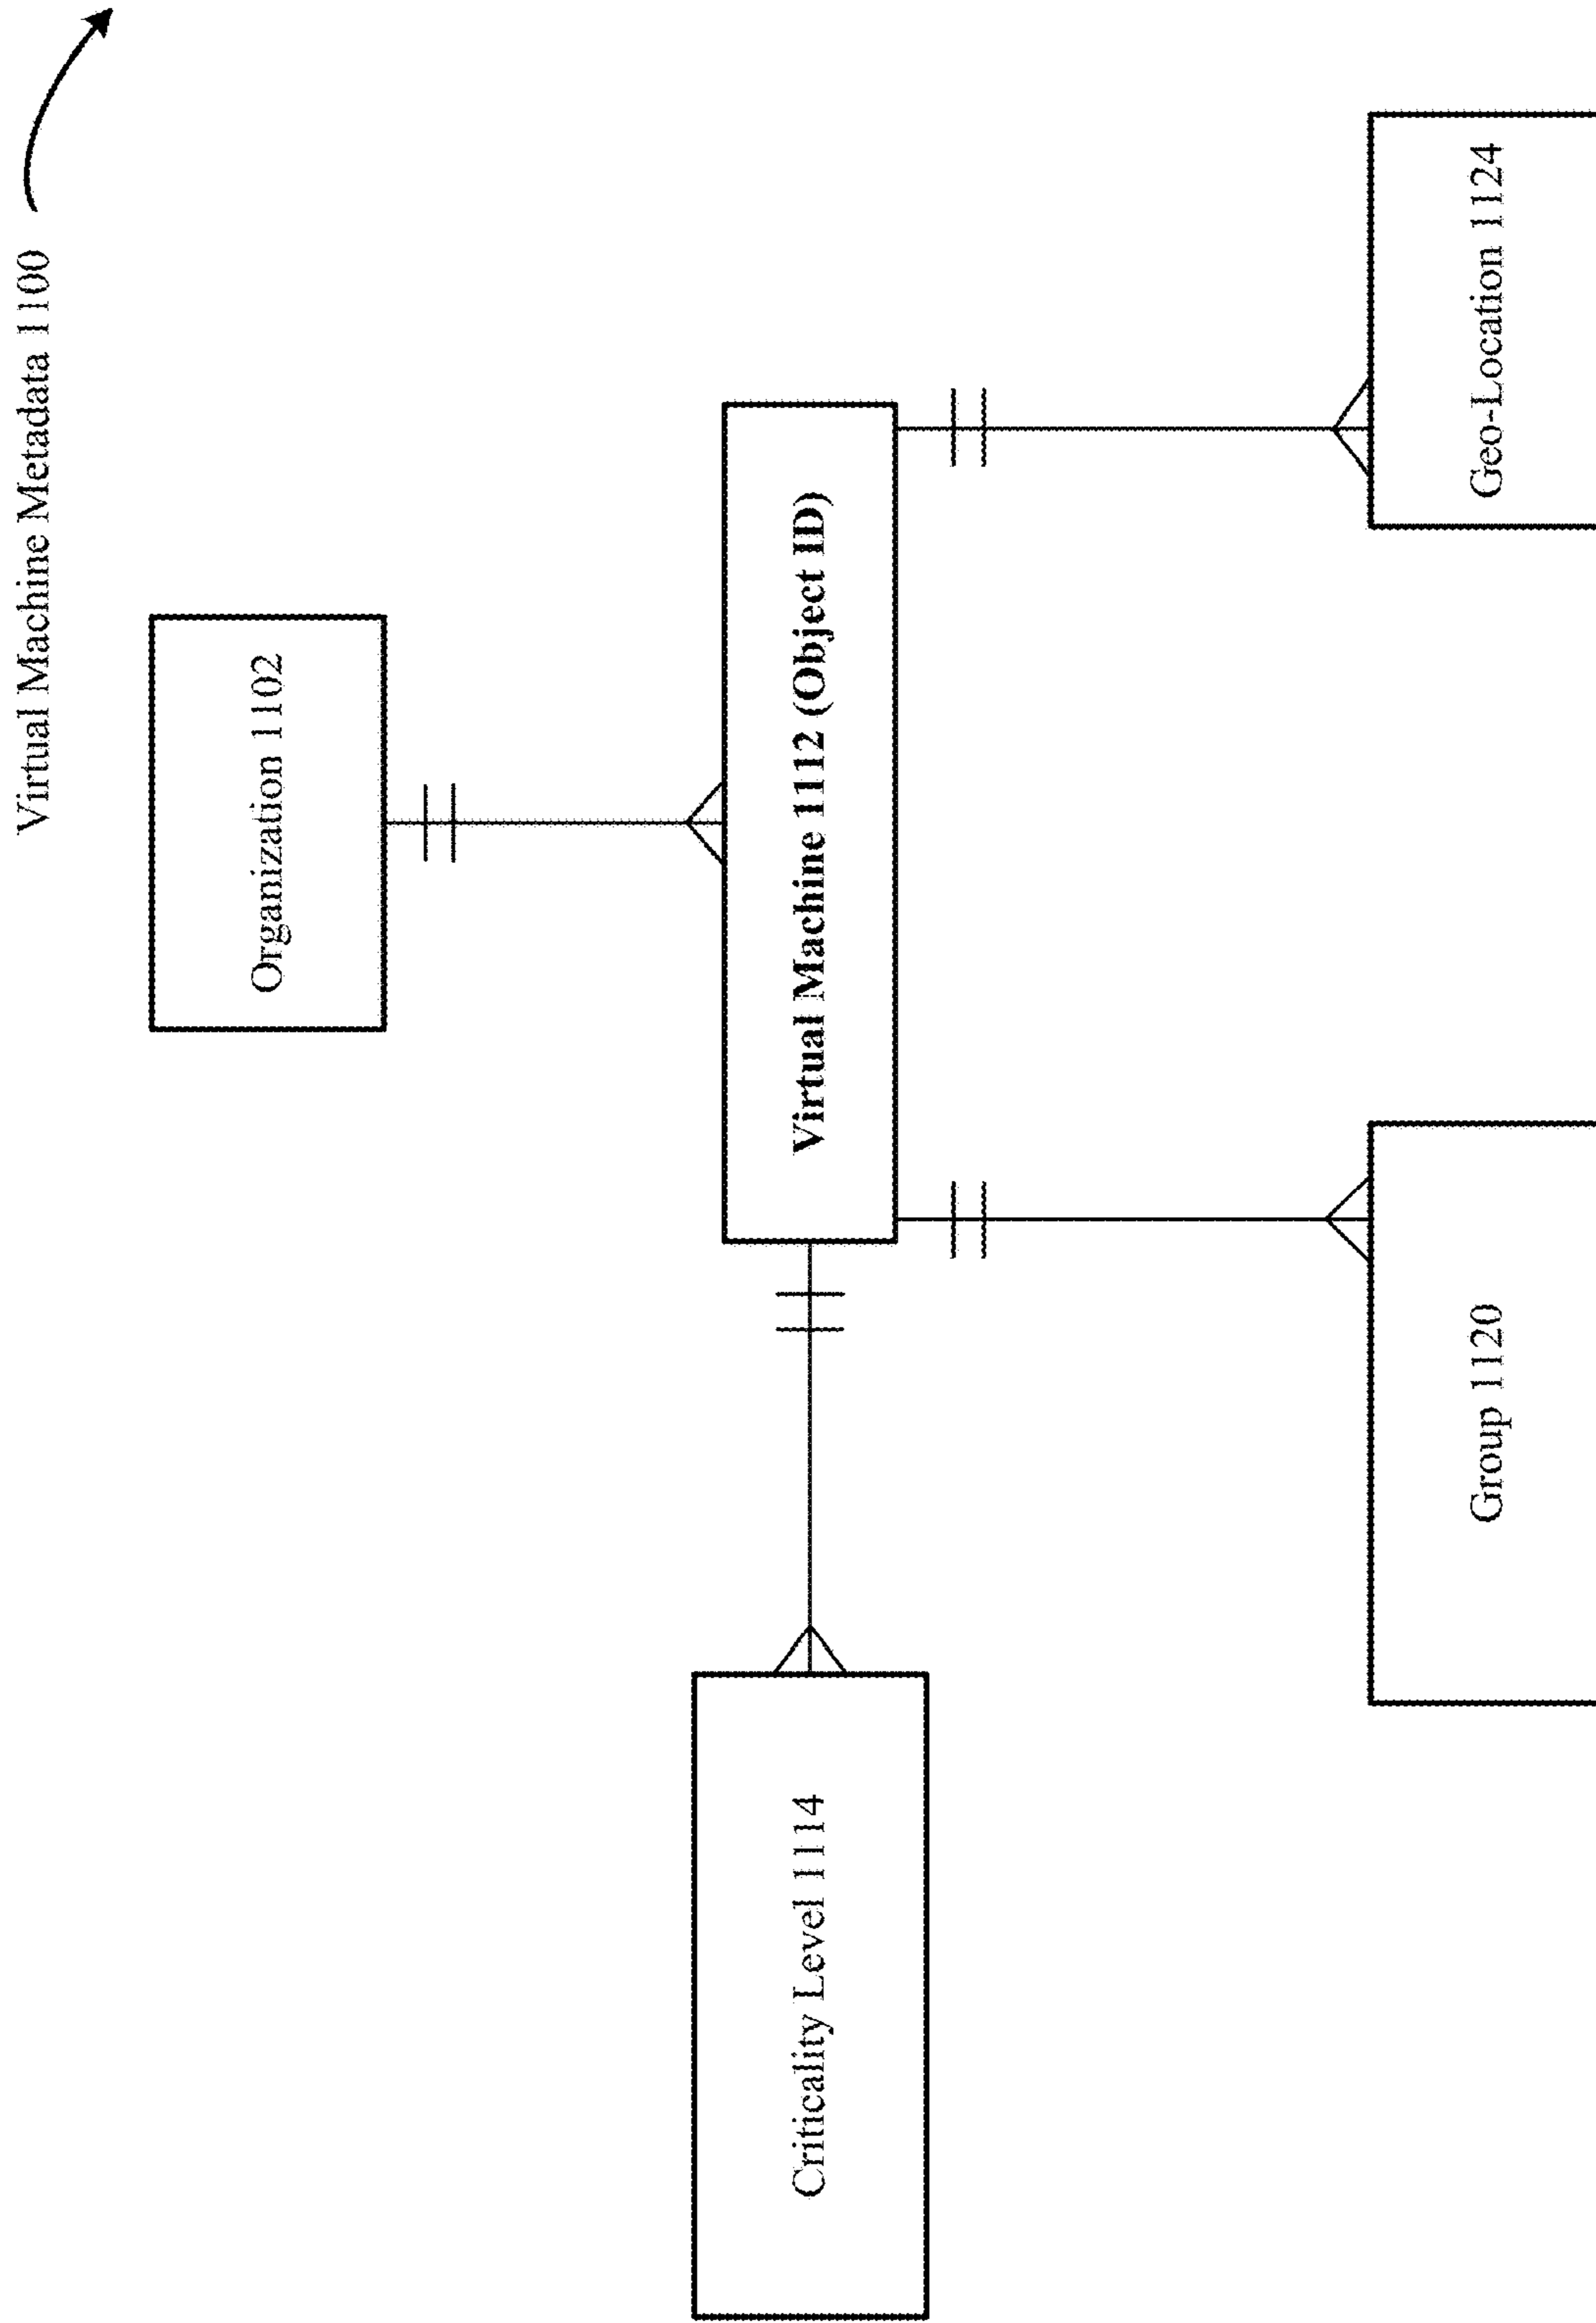 Virtual Machine Metadata 1100
Organization 1102
Virtual Machine 1112 (Object ID)
Criticality Level 1114
Group 1120
Geo-Location 1124